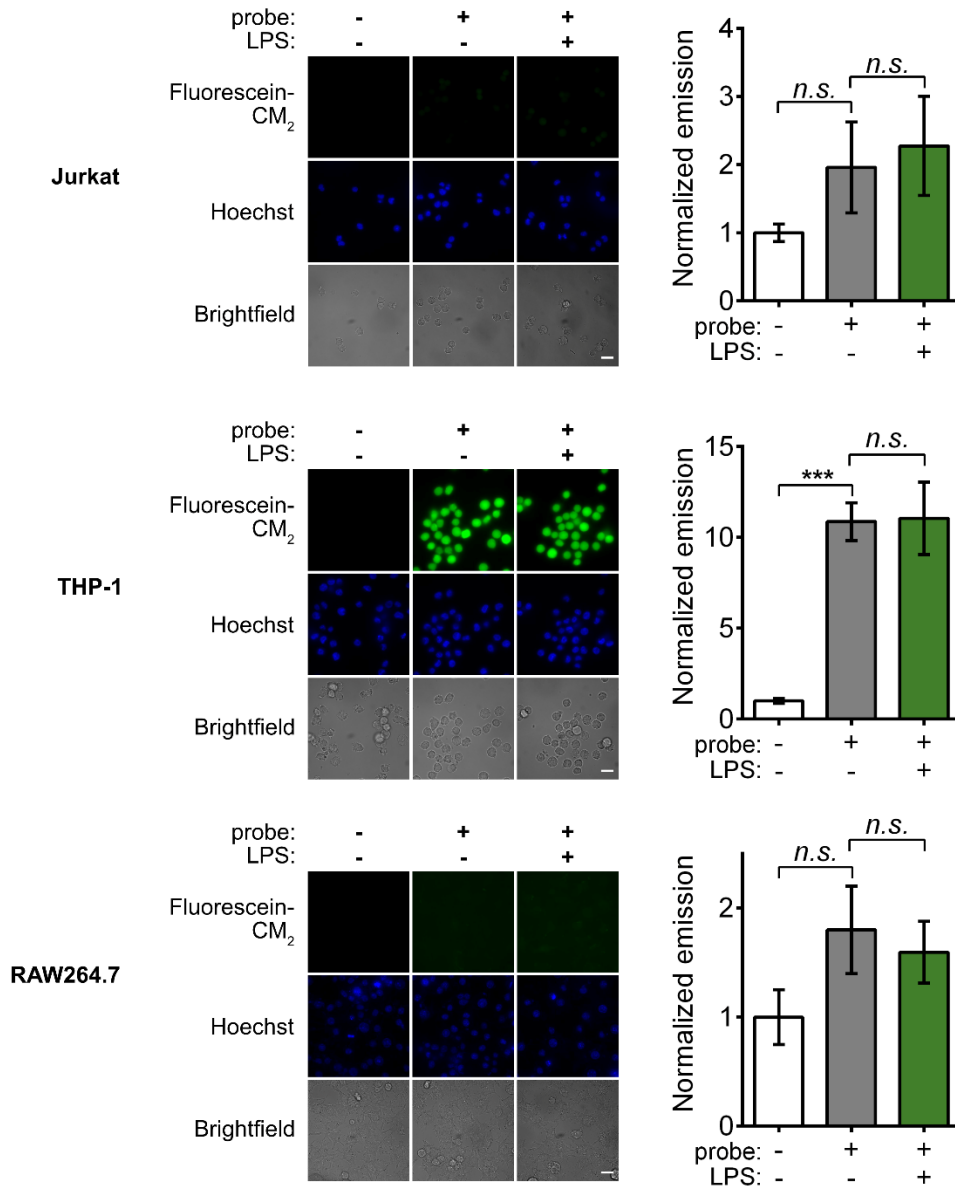 probe: - + +
LPS: - - +
Fluorescein-
CM₂
Jurkat
Hoechst
Brightfield
4
3
2
1
0
Normalized emission
n.s.
n.s.
probe: - + +
LPS: - - +
probe: - + +
LPS: - - +
Fluorescein-
CM₂
THP-1
Hoechst
Brightfield
15
10
5
0
Normalized emission
***
n.s.
probe: - + +
LPS: - - +
probe: - + +
LPS: - - +
Fluorescein-
CM₂
RAW264.7
Hoechst
Brightfield
2
1
0
Normalized emission
n.s.
n.s.
probe: - + +
LPS: - - +